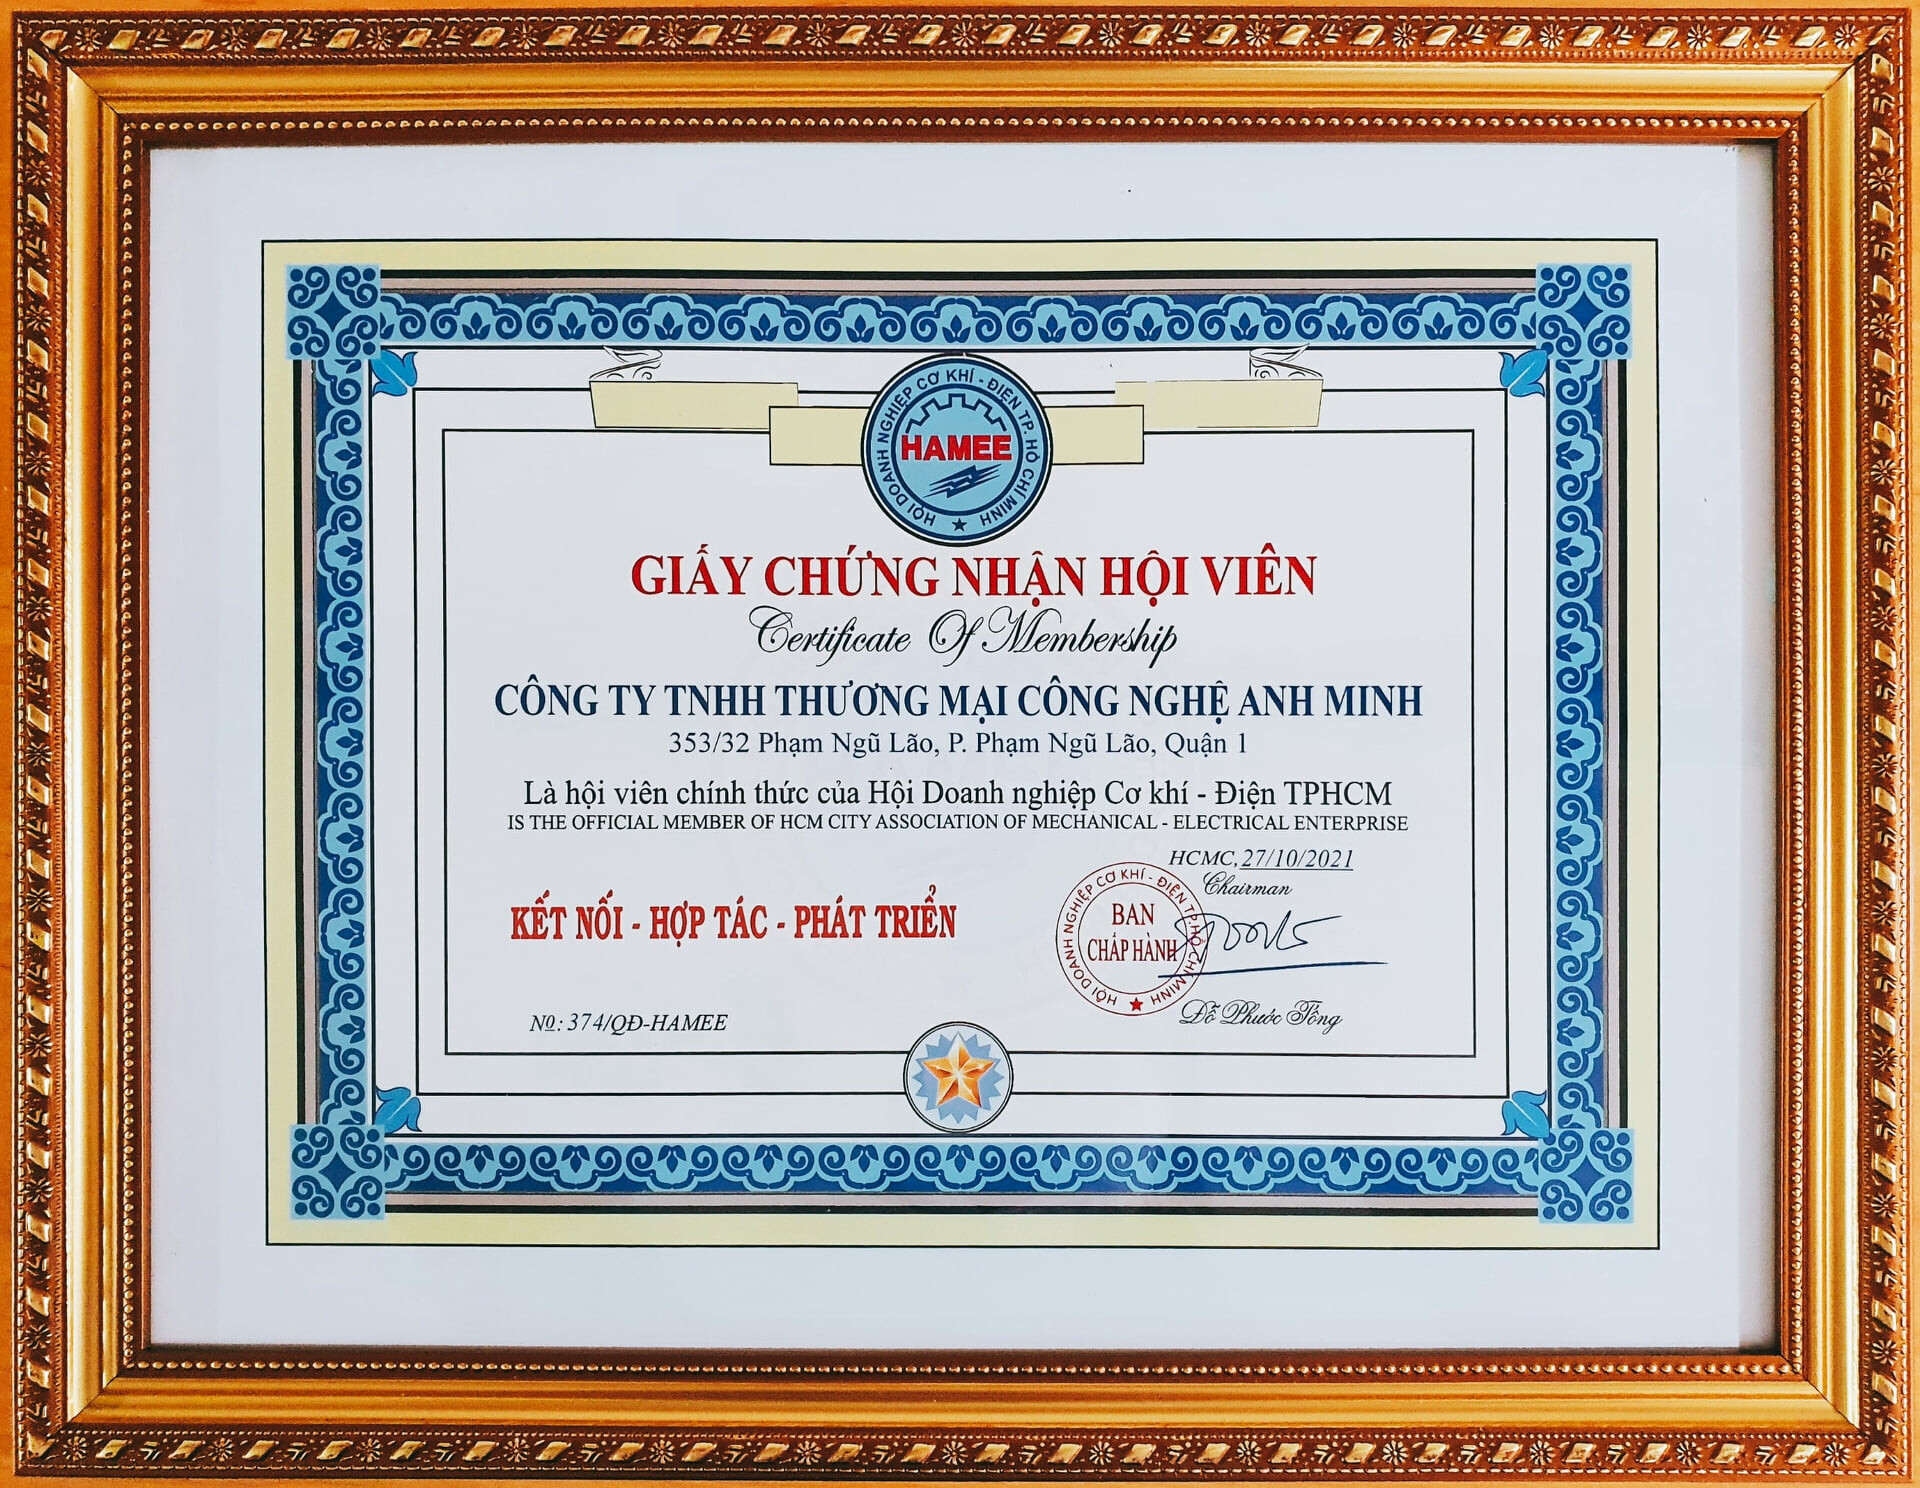 HỘI DOANH NGHIỆP CƠ KHÍ - ĐIỆN TP. HỒ CHÍ MINH
HAMEE
GIẤY CHỨNG NHẬN HỘI VIÊN
Certificate Of Membership
CÔNG TY TNHH THƯƠNG MẠI CÔNG NGHỆ ANH MINH
353/32 Phạm Ngũ Lão, P. Phạm Ngũ Lão, Quận 1
Là hội viên chính thức của Hội Doanh nghiệp Cơ khí - Điện TPHCM
IS THE OFFICIAL MEMBER OF HCM CITY ASSOCIATION OF MECHANICAL - ELECTRICAL ENTERPRISE
HCMC, 27/10/2021
Chairman
KẾT NỐI - HỢP TÁC - PHÁT TRIỂN
HỘI DOANH NGHIỆP CƠ KHÍ - ĐIỆN TP.HỒ CHÍ MINH
BAN
CHẤP HÀNH
Đỗ Phước Tống
Nº: 374/QĐ-HAMEE